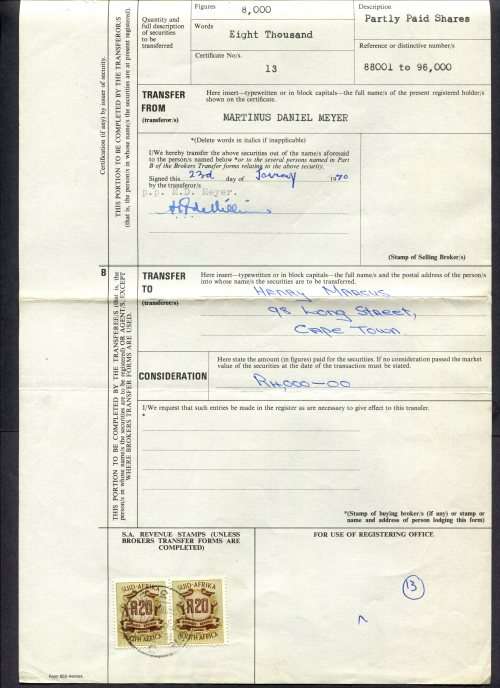 Figures
8,000
Description
Partly Paid Shares
Quantity and
full description
of securities
to be
transferred
Words
Eight Thousand
Reference or distinctive number/s
Certificate No/s.
13
88001 to 96,000
Certification (if any) by issuer of security.
THIS PORTION TO BE COMPLETED BY THE TRANSFEROR/S
(that is, the person/s in whose name/s the securities are at present registered).
TRANSFER
FROM
(transferor/s)
Here insert—typewritten or in block capitals—the full name/s of the present registered holder/s
shown on the certificate.
MARTINUS DANIEL MEYER
*(Delete words in italics if inapplicable)
I/We hereby transfer the above securities out of the name/s aforesaid
to the person/s named below *or to the several persons named in Part
B of the Brokers Transfer forms relating to the above security.
Signed this 23rd day of January 1970
by the transferor/s
p.p. M.D. Meyer.
(Stamp of Selling Broker/s)
B
THIS PORTION TO BE COMPLETED BY THE TRANSFEREE/S (that is, the
person/s in whose name/s the securities are to be registered) OR AGENT/S, EXCEPT
WHERE BROKERS TRANSFER FORMS ARE USED.
TRANSFER
TO
(transferee/s)
Here insert—typewritten or in block capitals—the full name/s and the postal address of the person/s
into whose name/s the securities are to be transferred.
HENRY MARCUS
98 Long Street,
Cape Town
CONSIDERATION
Here state the amount (in figures) paid for the securities. If no consideration passed the market
value of the securities at the date of the transaction must be stated.
I/We request that such entries be made in the register as are necessary to give effect to this transfer.
*
*(Stamp of buying broker/s (if any) or stamp or
name and address of person lodging this form)
S.A. REVENUE STAMPS (UNLESS
BROKERS TRANSFER FORMS ARE
COMPLETED)
FOR USE OF REGISTERING OFFICE
13
SUID-AFRIKA
R20
SOUTH AFRICA
SUID-AFRIKA
R20
SOUTH AFRICA